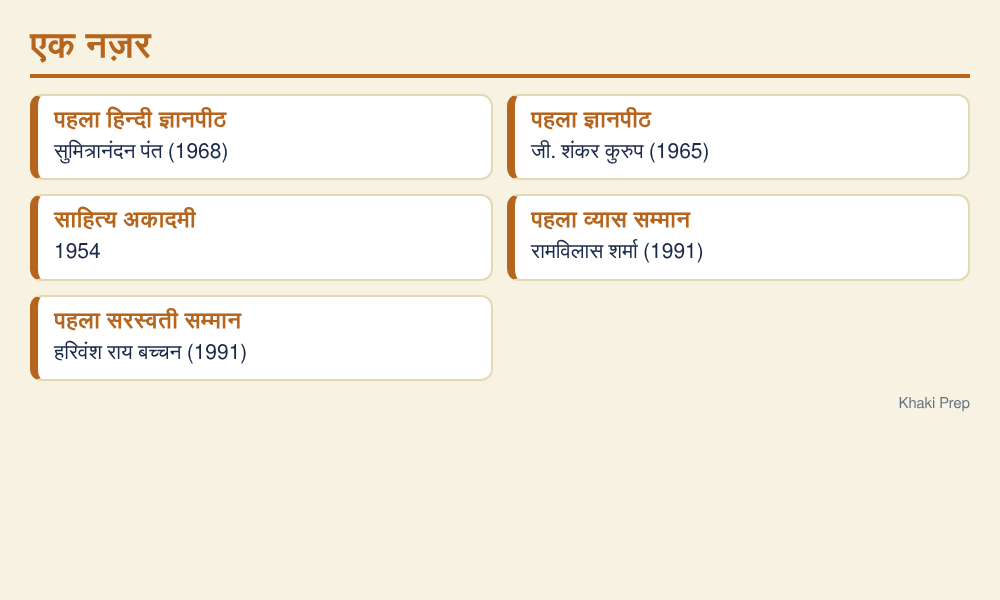 एक नज़र
पहला हिन्दी ज्ञानपीठ
सुमित्रानंदन पंत (1968)
पहला ज्ञानपीठ
जी. शंकर कुरुप (1965)
साहित्य अकादमी
1954
पहला व्यास सम्मान
रामविलास शर्मा (1991)
पहला सरस्वती सम्मान
हरिवंश राय बच्चन (1991)
Khaki Prep